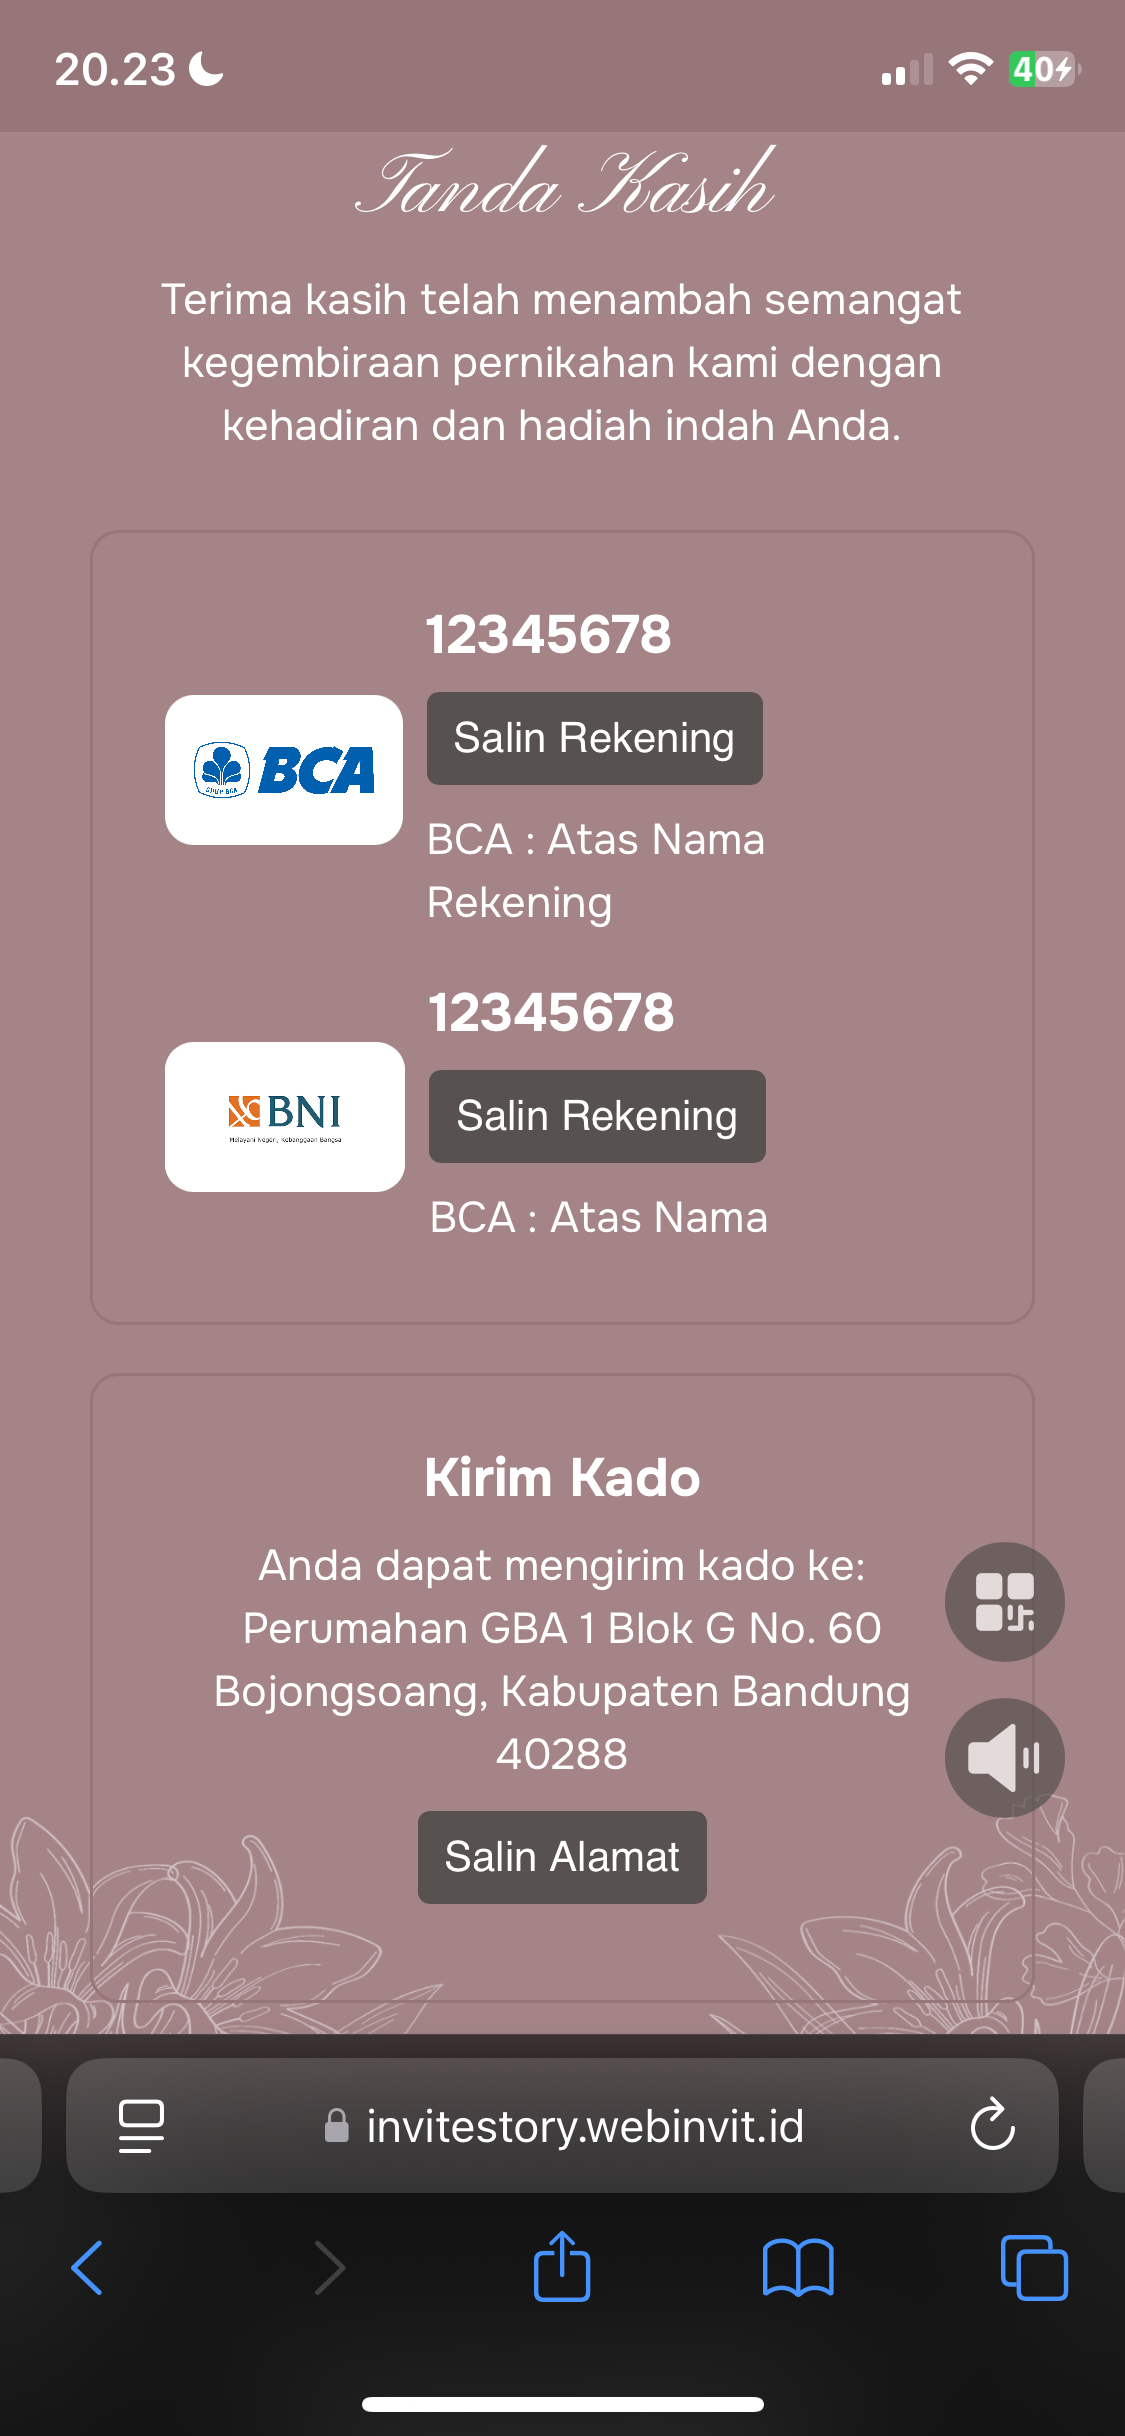 20.23
40
Tanda Kasih
Terima kasih telah menambah semangat
kegembiraan pernikahan kami dengan
kehadiran dan hadiah indah Anda.
12345678
BCA
Salin Rekening
BCA : Atas Nama
Rekening
12345678
BNI
Melayani Negeri, Kebanggaan Bangsa
Salin Rekening
BCA : Atas Nama
Kirim Kado
Anda dapat mengirim kado ke:
Perumahan GBA 1 Blok G No. 60
Bojongsoang, Kabupaten Bandung
40288
Salin Alamat
invitestory.webinvit.id